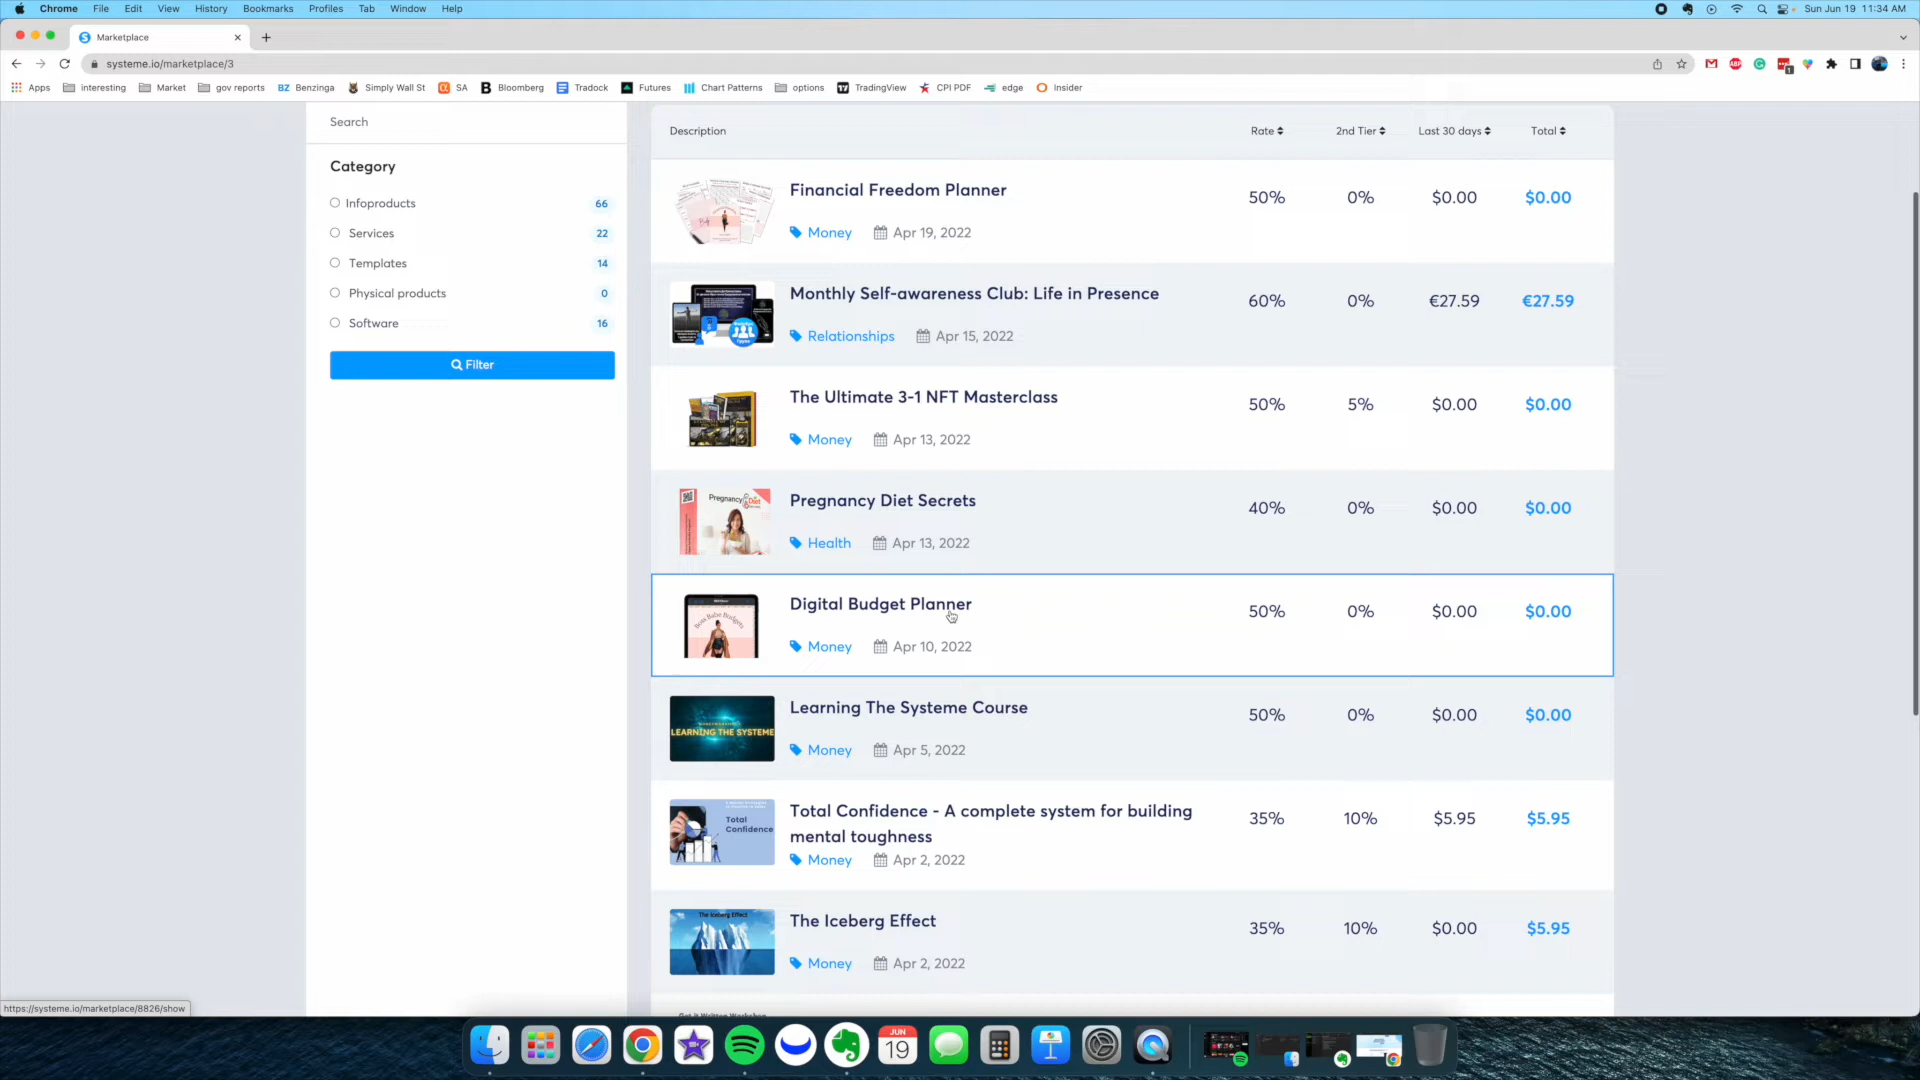 Chrome File Edit View History Bookmarks Profiles Tab Window Help Sun Jun 19 11:34 AM
Marketplace
systeme.io/marketplace/3
Apps interesting Market gov reports BZ Benzinga Simply Wall St SA Bloomberg Tradock Futures Chart Patterns options TradingView CPI PDF edge Insider
Search
Category
Infoproducts 66
Services 22
Templates 14
Physical products 0
Software 16
Filter
Description Rate 2nd Tier Last 30 days Total
Financial Freedom Planner 50% 0% $0.00 $0.00
Money Apr 19, 2022
Monthly Self-awareness Club: Life in Presence 60% 0% €27.59 €27.59
Relationships Apr 15, 2022
The Ultimate 3-1 NFT Masterclass 50% 5% $0.00 $0.00
Money Apr 13, 2022
Pregnancy Diet Secrets 40% 0% $0.00 $0.00
Pregnancy Diet
Health Apr 13, 2022
Digital Budget Planner 50% 0% $0.00 $0.00
Boss Babe Budgets
Money Apr 10, 2022
Learning The Systeme Course 50% 0% $0.00 $0.00
LEARNING THE SYSTEME
Money Apr 5, 2022
Total Confidence - A complete system for building 35% 10% $5.95 $5.95
mental toughness
Total
Confidence
Money Apr 2, 2022
The Iceberg Effect 35% 10% $0.00 $5.95
The Iceberg Effect
Money Apr 2, 2022
https://systeme.io/marketplace/8826/show
JUN
19